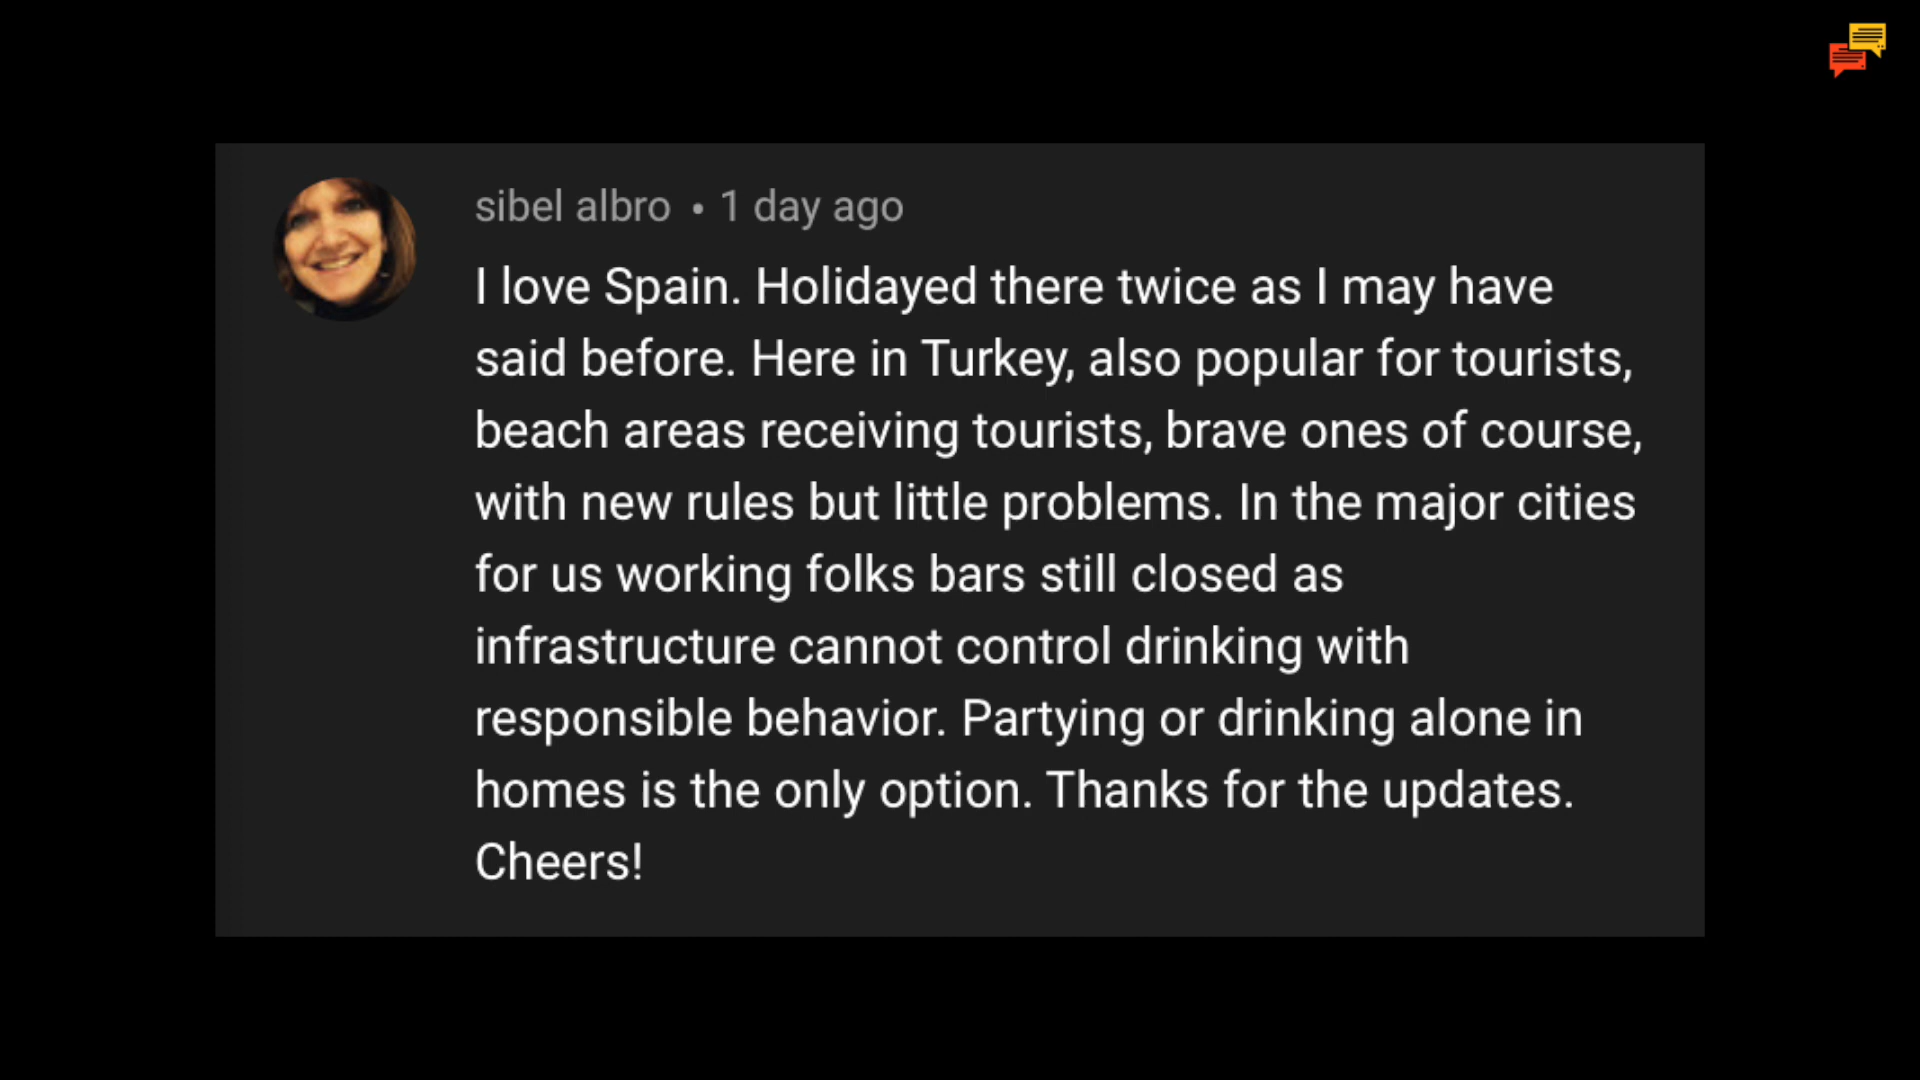 sibel albro • 1 day ago
I love Spain. Holidayed there twice as I may have
said before. Here in Turkey, also popular for tourists,
beach areas receiving tourists, brave ones of course,
with new rules but little problems. In the major cities
for us working folks bars still closed as
infrastructure cannot control drinking with
responsible behavior. Partying or drinking alone in
homes is the only option. Thanks for the updates.
Cheers!